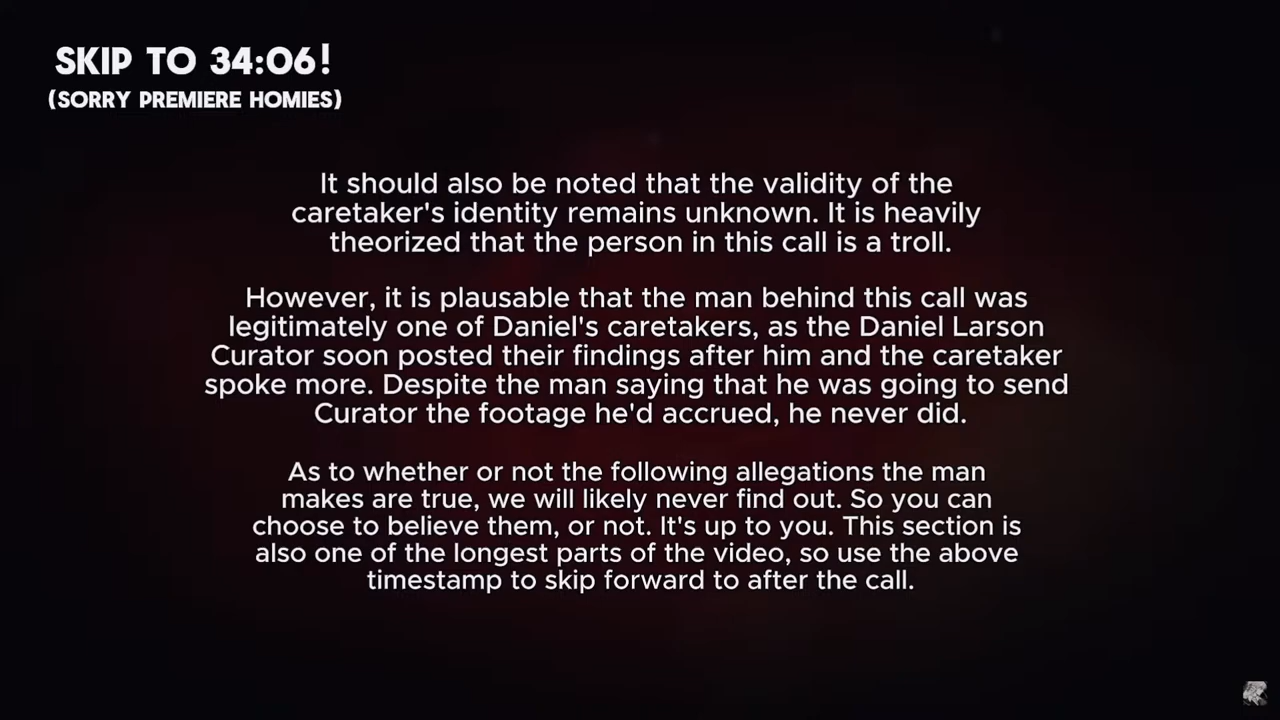 SKIP TO 34:06!
(SORRY PREMIERE HOMIES)
It should also be noted that the validity of the
caretaker's identity remains unknown. It is heavily
theorized that the person in this call is a troll.
However, it is plausable that the man behind this call was
legitimately one of Daniel's caretakers, as the Daniel Larson
Curator soon posted their findings after him and the caretaker
spoke more. Despite the man saying that he was going to send
Curator the footage he'd accrued, he never did.
As to whether or not the following allegations the man
makes are true, we will likely never find out. So you can
choose to believe them, or not. It's up to you. This section is
also one of the longest parts of the video, so use the above
timestamp to skip forward to after the call.